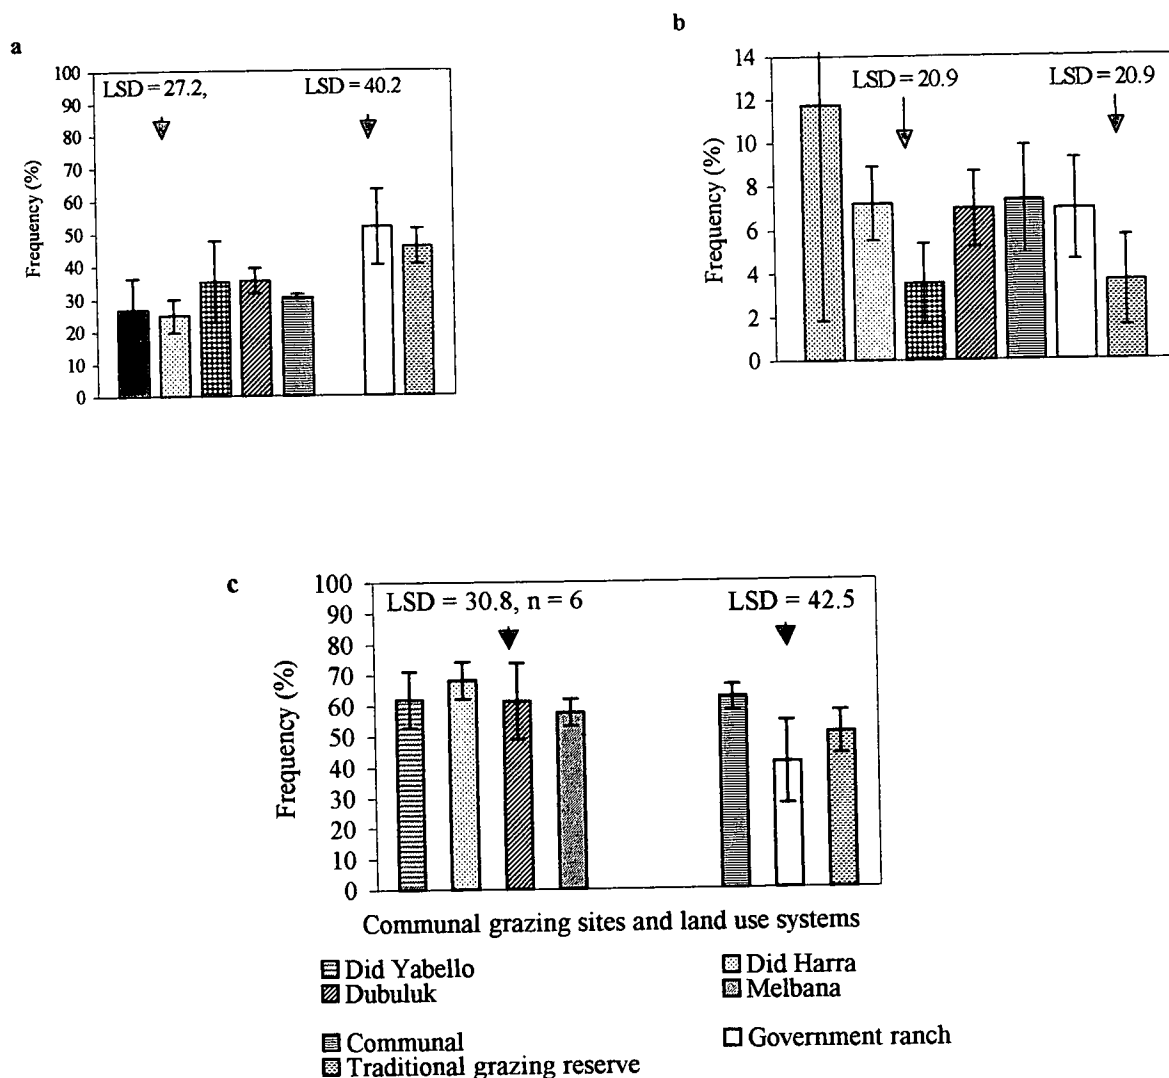 a
LSD = 27.2,
LSD = 40.2
Frequency (%)
100
90
80
70
60
50
40
30
20
10
0
b
LSD = 20.9
LSD = 20.9
Frequency (%)
14
12
10
8
6
4
2
0
c
LSD = 30.8, n = 6
LSD = 42.5
Frequency (%)
100
90
80
70
60
50
40
30
20
10
0
Communal grazing sites and land use systems
Did Yabello
Did Harra
Dubuluk
Melbana
Communal
Government ranch
Traditional grazing reserve